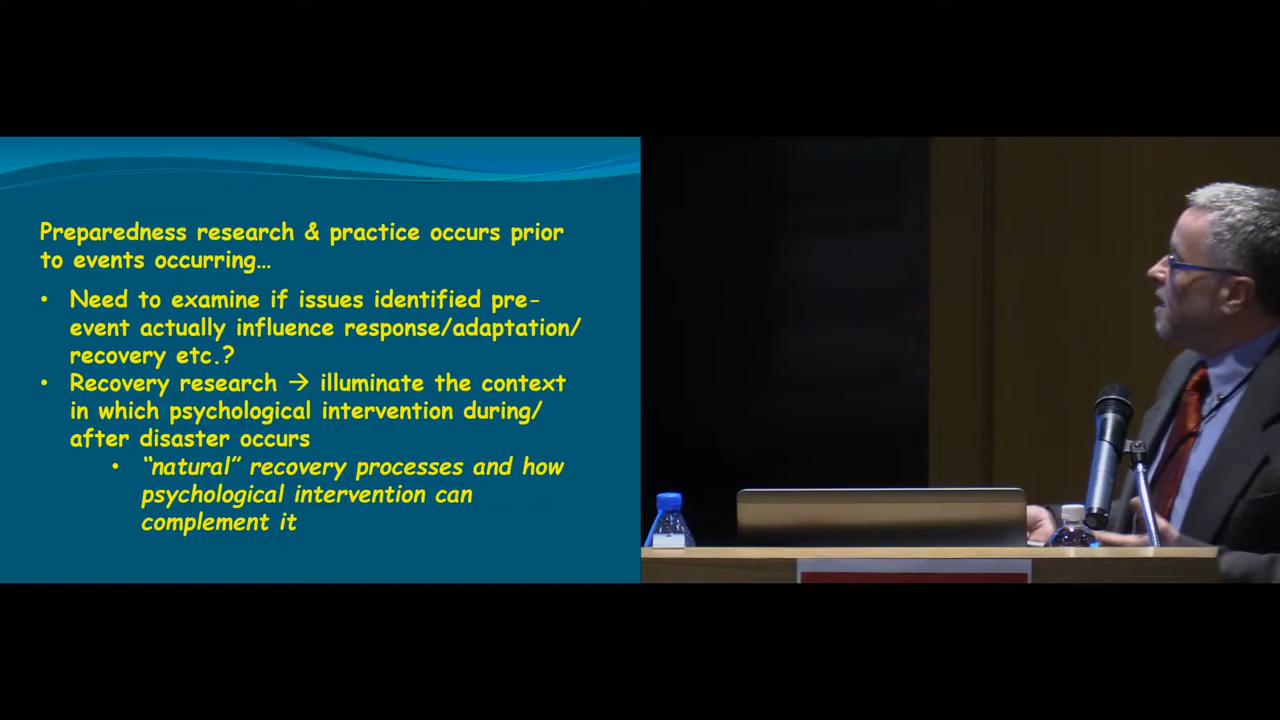 Preparedness research & practice occurs prior
to events occurring…
• Need to examine if issues identified pre-
event actually influence response/adaptation/
recovery etc.?
• Recovery research → illuminate the context
in which psychological intervention during/
after disaster occurs
• “natural” recovery processes and how
psychological intervention can
complement it